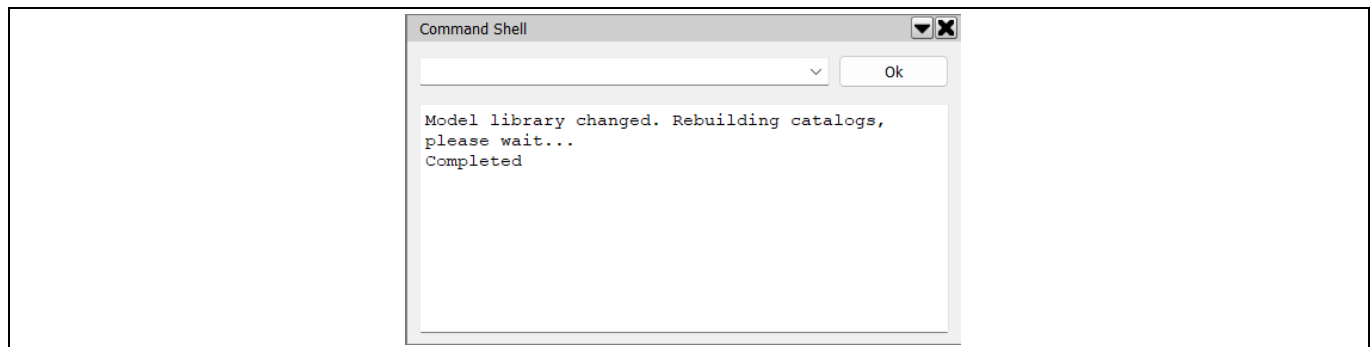 Command Shell
Ok
Model library changed. Rebuilding catalogs,
please wait...
Completed